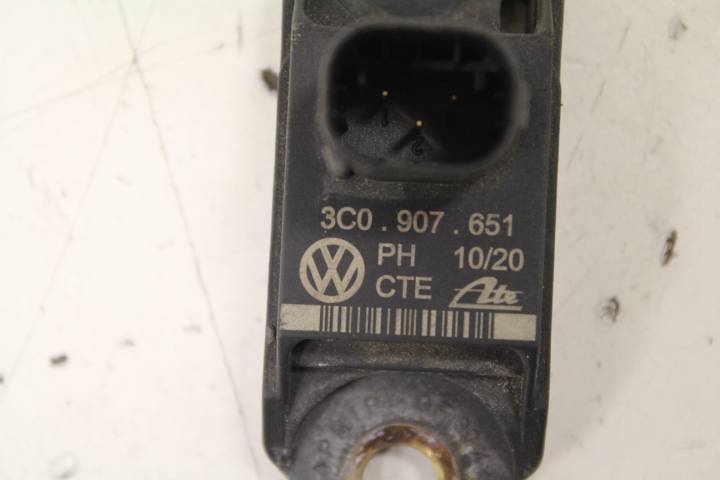 3C0 . 907 . 651
PH 10/20
CTE Ate